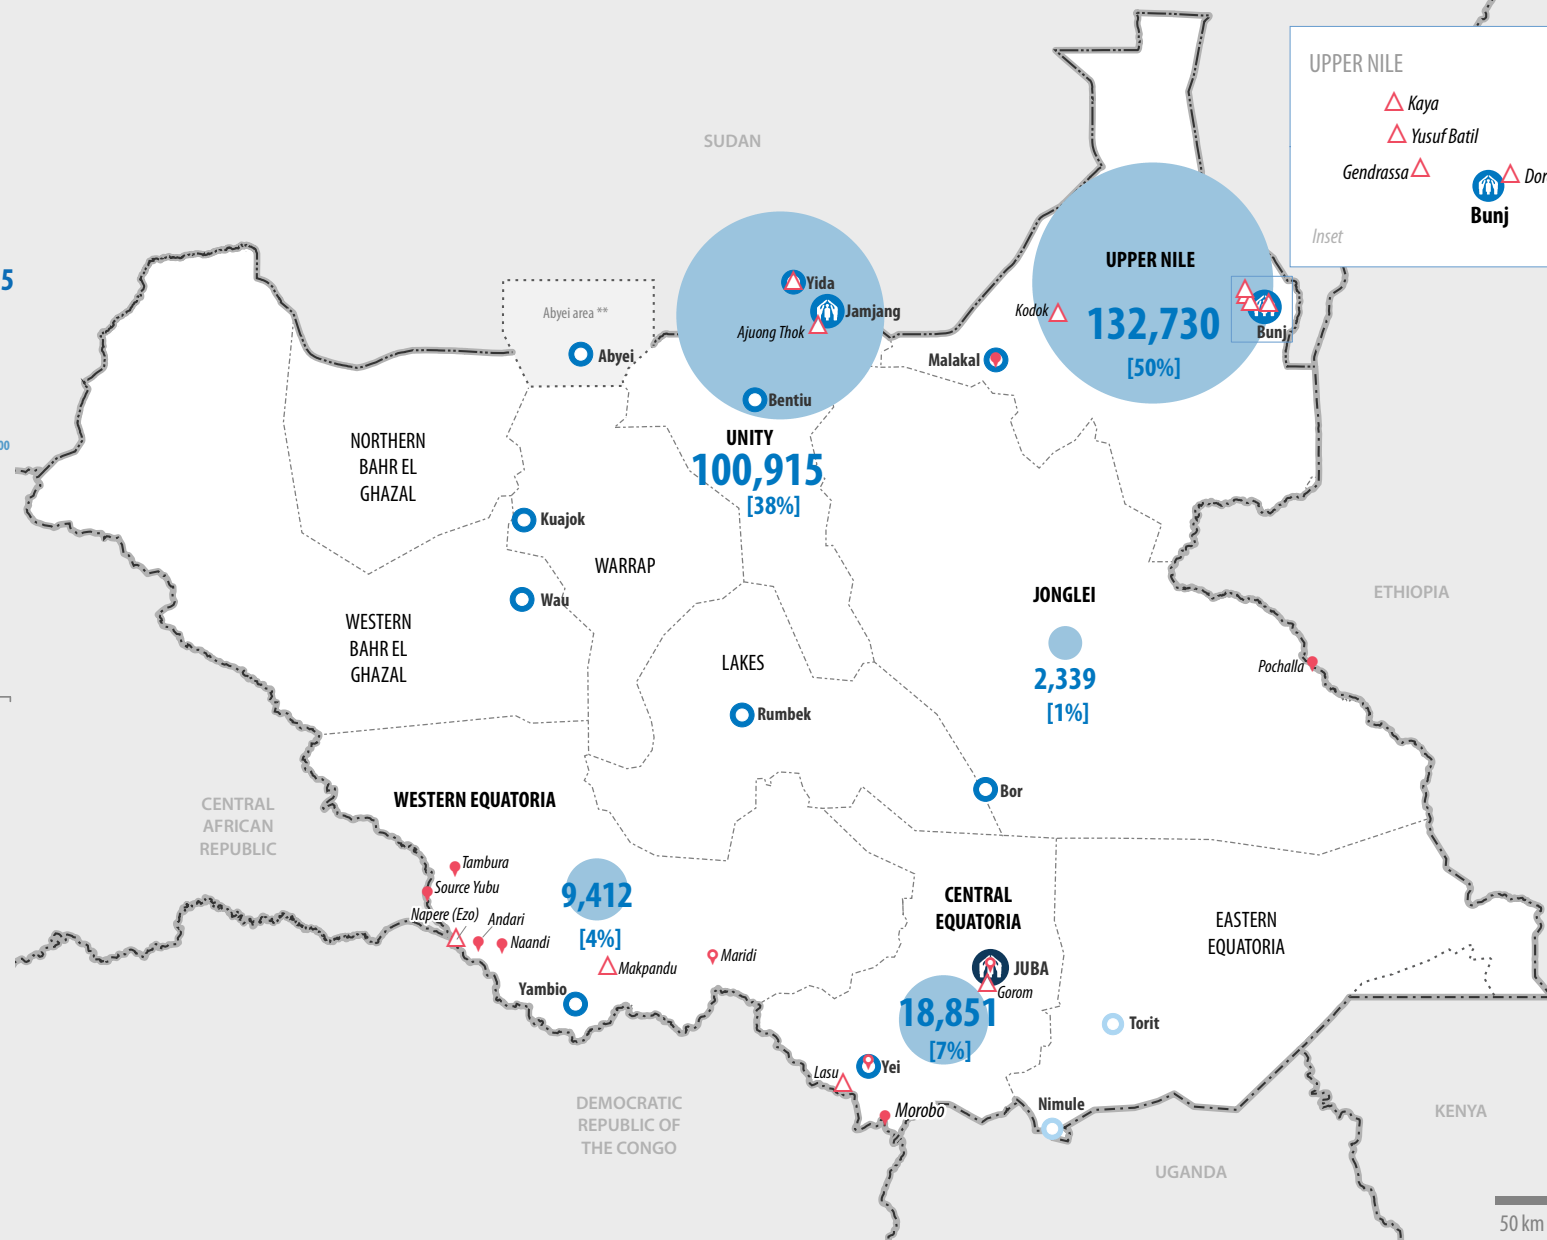 UPPER NILE
Kaya
Yusuf Batil
Gendrassa
Dor
Bunj
Inset
SUDAN
5
00
UPPER NILE
132,730
[50%]
Kodok
Bunj
Malakal
Yida
Jamjang
Ajuong Thok
Bentiu
UNITY
100,915
[38%]
Abyei area **
Abyei
NORTHERN
BAHR EL
GHAZAL
Kuajok
WARRAP
Wau
WESTERN
BAHR EL
GHAZAL
LAKES
Rumbek
JONGLEI
2,339
[1%]
ETHIOPIA
Pochalla
Bor
WESTERN EQUATORIA
CENTRAL
AFRICAN
REPUBLIC
Tambura
Source Yubu
Napere (Ezo)
Andari
Naandi
9,412
[4%]
Makpandu
Maridi
Yambio
CENTRAL
EQUATORIA
JUBA
Gorom
18,851
[7%]
Yei
Lasu
Morobo
EASTERN
EQUATORIA
Torit
Nimule
DEMOCRATIC
REPUBLIC OF
THE CONGO
UGANDA
KENYA
50 km